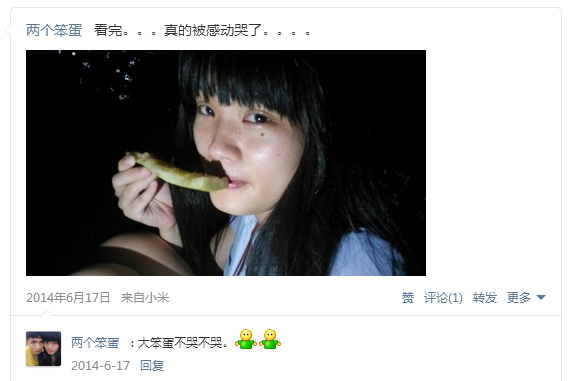 两个笨蛋 看完。。。真的被感动哭了。。。。
2014年6月17日 来自小米 赞 评论(1) 转发 更多
两个笨蛋 : 大笨蛋不哭不哭。
2014-6-17 回复